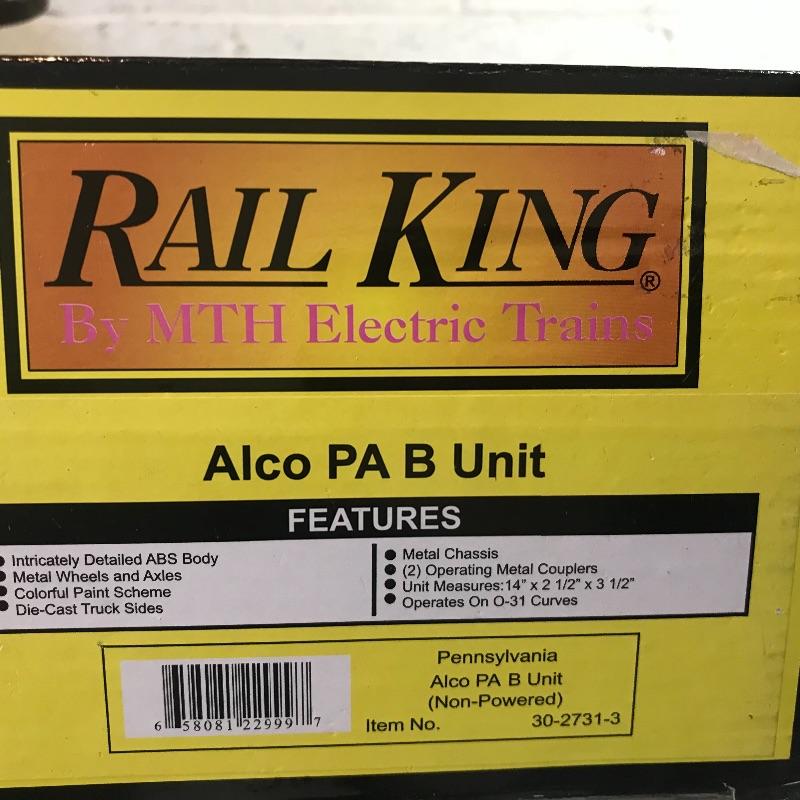 RAIL KING®
By MTH Electric Trains
Alco PA B Unit
FEATURES
● Intricately Detailed ABS Body
● Metal Wheels and Axles
● Colorful Paint Scheme
● Die-Cast Truck Sides
● Metal Chassis
● (2) Operating Metal Couplers
● Unit Measures:14” x 2 1/2” x 3 1/2”
● Operates On O-31 Curves
6 58081 22999 7
Pennsylvania
Alco PA B Unit
(Non-Powered)
Item No. 30-2731-3